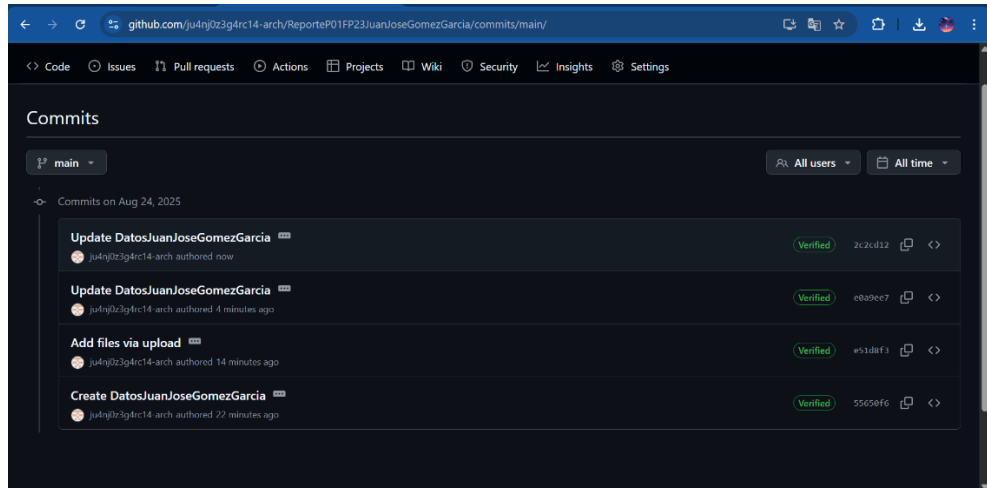 github.com/ju4nj0z3g4rc14-arch/ReporteP01FP23JuanJoseGomezGarcia/commits/main/
<> Code Issues Pull requests Actions Projects Wiki Security Insights Settings
Commits
main All users All time
Commits on Aug 24, 2025
Update DatosJuanJoseGomezGarcia
ju4nj0z3g4rc14-arch authored now
Verified 2c2cd12
Update DatosJuanJoseGomezGarcia
ju4nj0z3g4rc14-arch authored 4 minutes ago
Verified e0a9ee7
Add files via upload
ju4nj0z3g4rc14-arch authored 14 minutes ago
Verified e51d8f3
Create DatosJuanJoseGomezGarcia
ju4nj0z3g4rc14-arch authored 22 minutes ago
Verified 55650f6